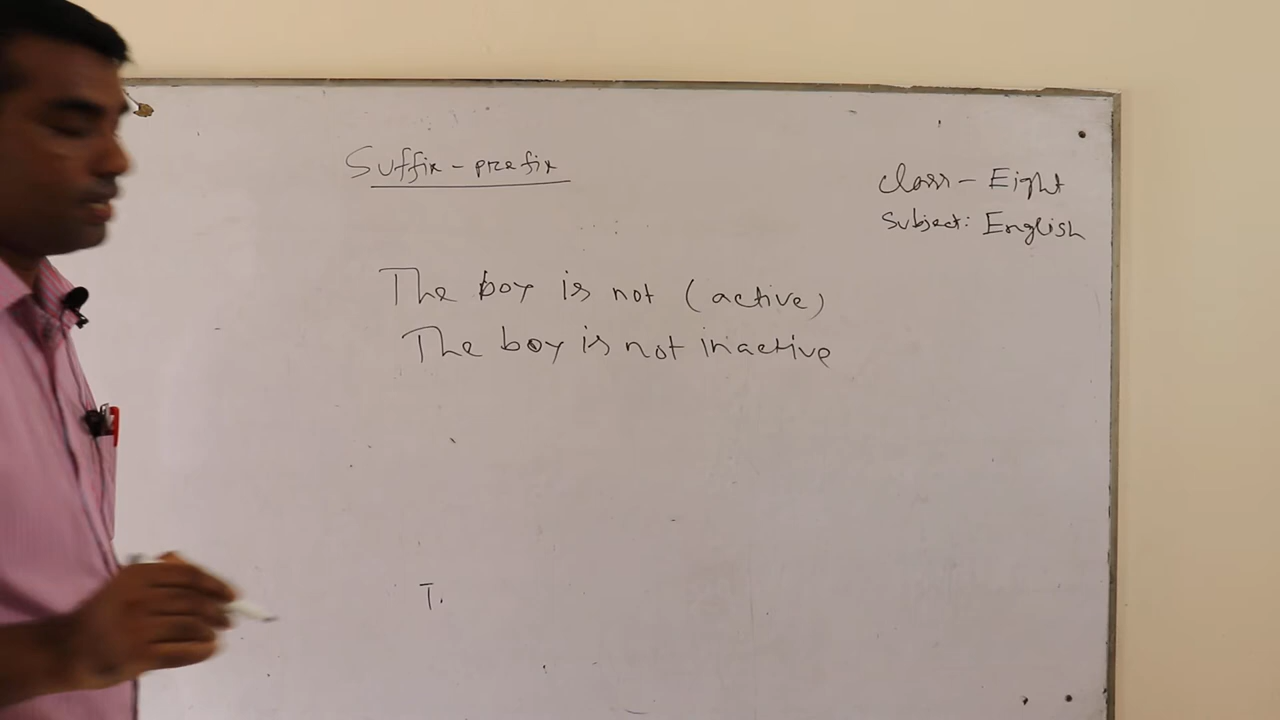 Suffix - prefix
Class - Eight
Subject: English
The boy is not (active)
The boy is not inactive
T.